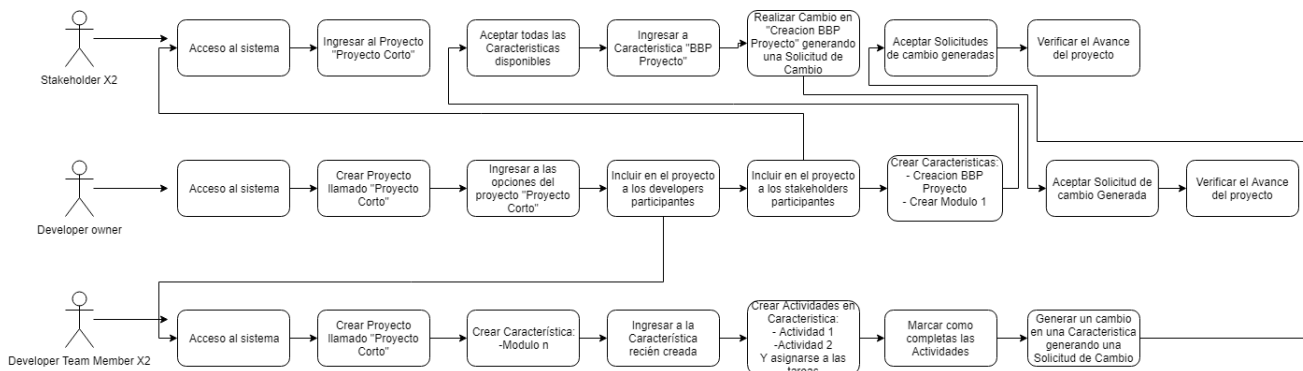 Stakeholder X2
Acceso al sistema
Ingresar al Proyecto
"Proyecto Corto"
Aceptar todas las
Caracteristicas
disponibles
Ingresar a
Caracteristica "BBP
Proyecto"
Realizar Cambio en
"Creacion BBP
Proyecto" generando
una Solicitud de
Cambio
Aceptar Solicitudes
de cambio generadas
Verificar el Avance
del proyecto
Developer owner
Acceso al sistema
Crear Proyecto
llamado "Proyecto
Corto"
Ingresar a las
opciones del
proyecto "Proyecto
Corto"
Incluir en el proyecto
a los developers
participantes
Incluir en el proyecto
a los stakeholders
participantes
Crear Caracteristicas:
- Creacion BBP
Proyecto
- Crear Modulo 1
Aceptar Solicitud de
cambio Generada
Verificar el Avance
del proyecto
Developer Team Member X2
Acceso al sistema
Crear Proyecto
llamado "Proyecto
Corto"
Crear Característica:
-Modulo n
Ingresar a la
Característica
recién creada
Crear Actividades en
Caracteristica:
- Actividad 1
-Actividad 2
Y asignarse a las
tareas
Marcar como
completas las
Actividades
Generar un cambio
en una Caracteristica
generando una
Solicitud de Cambio